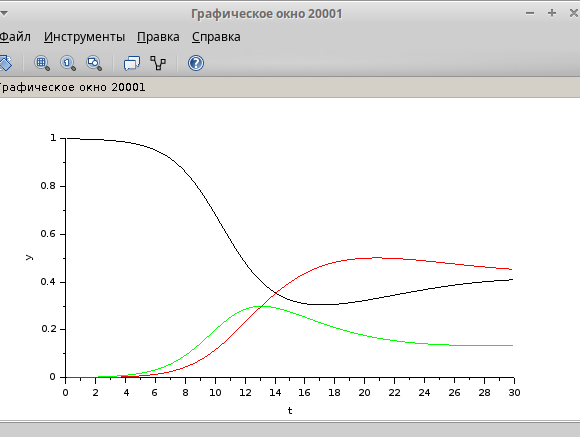 Графическое окно 20001
Файл Инструменты Правка Справка
Графическое окно 20001
1
0.8
0.6
y
0.4
0.2
0
0 2 4 6 8 10 12 14 16 18 20 22 24 26 28 30
t